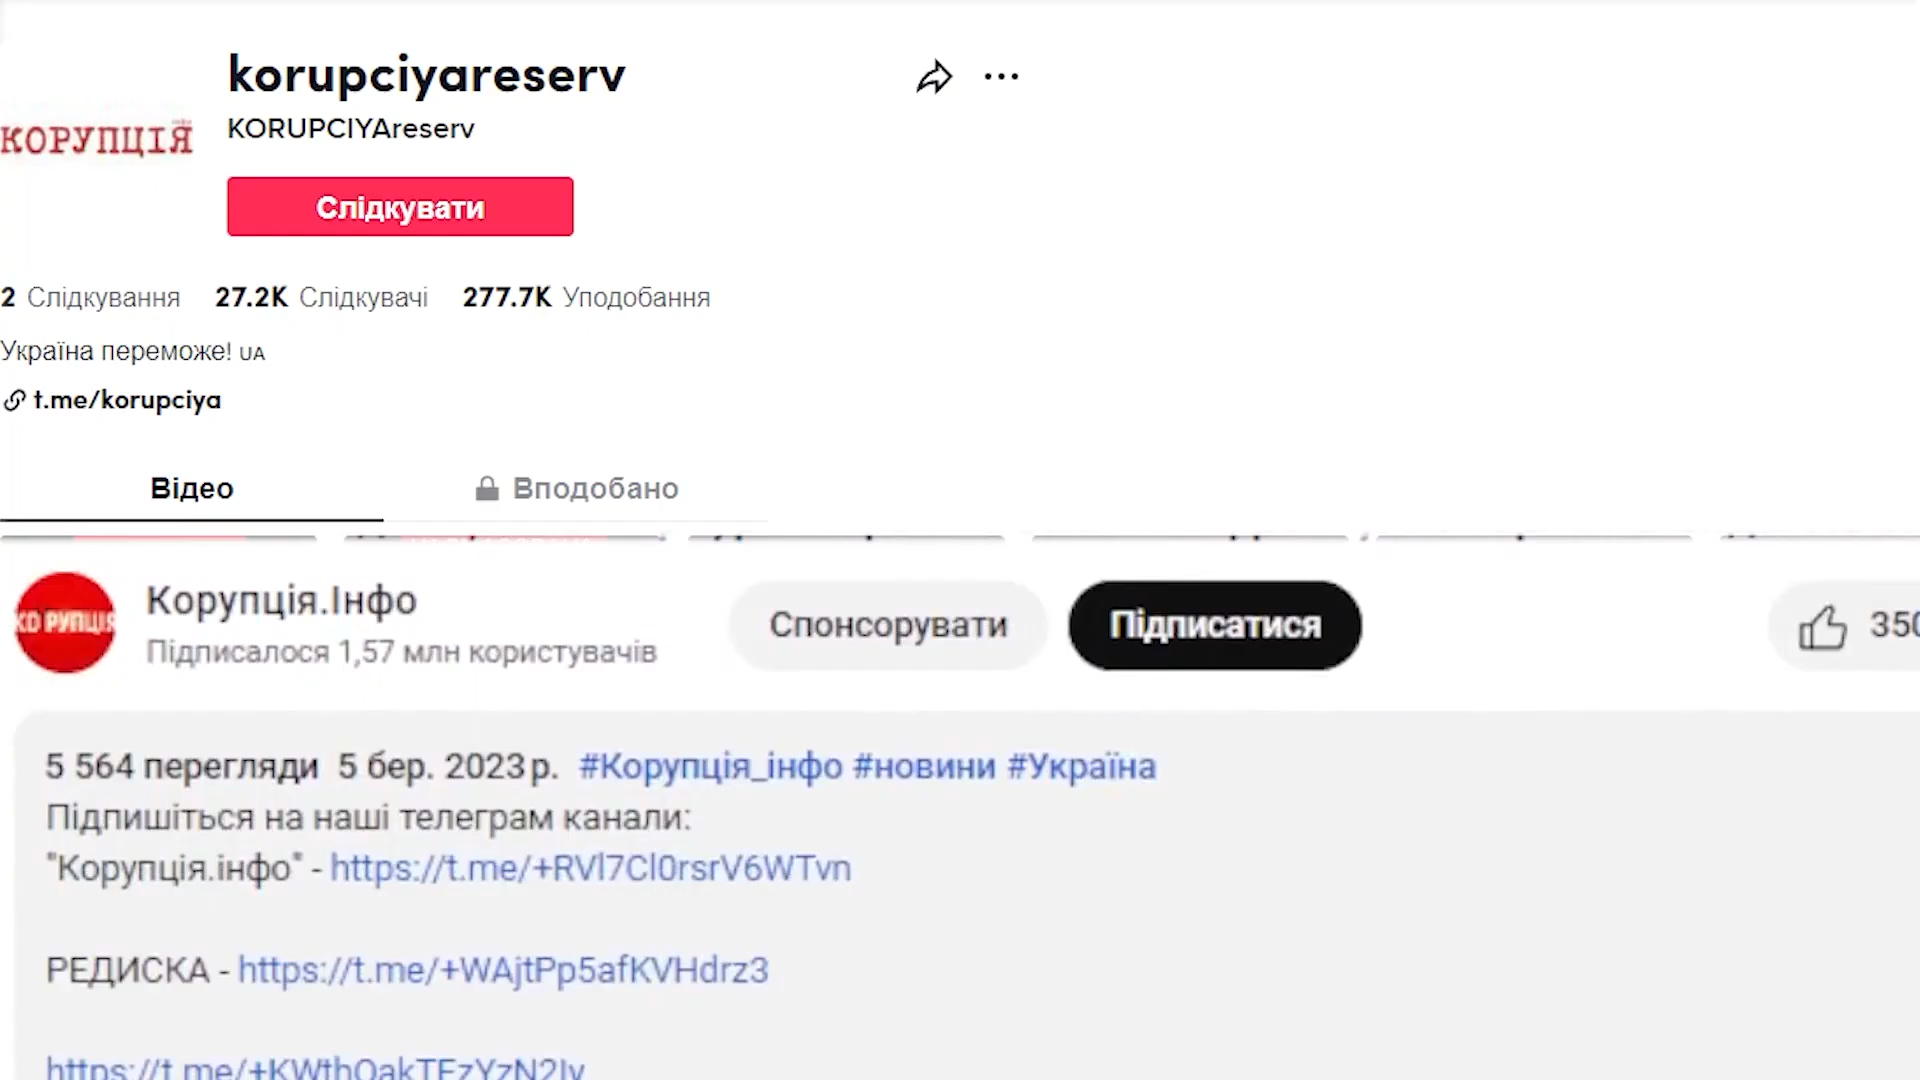 korupciyareserv
KORUPCIYAreserv
КОРУПЦІЯ
Слідкувати
2 Слідкування 27.2K Слідкувачі 277.7K Уподобання
Україна переможе! UA
t.me/korupciya
Відео Вподобано
КО РУПЦІЯ
Корупція.Інфо
Підписалося 1,57 млн користувачів
Спонсорувати Підписатися 350
5 564 перегляди 5 бер. 2023 р. #Корупція_інфо #новини #Україна
Підпишіться на наші телеграм канали:
"Корупція.інфо" - https://t.me/+RVl7Cl0rsrV6WTvn
РЕДИСКА - https://t.me/+WAjtPp5afKVHdrz3
https://t.me/+KWthOakTEzYzN2Iy